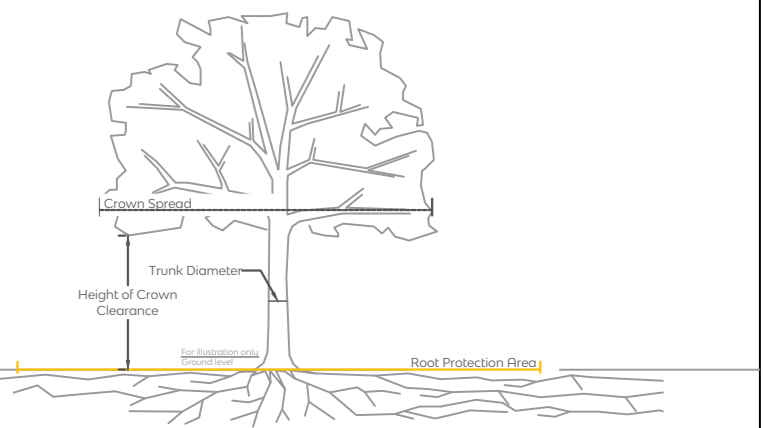 Crown Spread
Trunk Diameter
Height of Crown
Clearance
For illustration only
Ground level
Root Protection Area